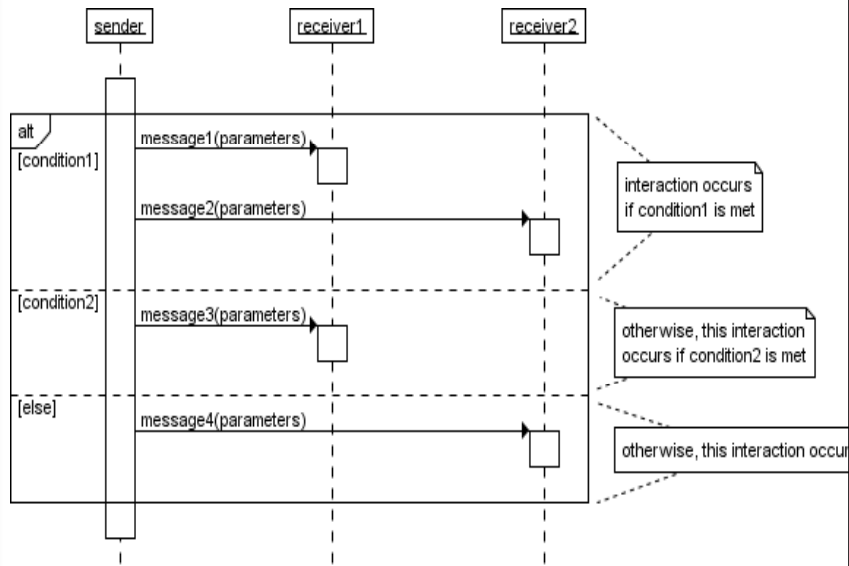 sender
receiver1
receiver2
alt
message1(parameters)
[condition1]
interaction occurs
if condition1 is met
message2(parameters)
[condition2]
message3(parameters)
otherwise, this interaction
occurs if condition2 is met
[else]
message4(parameters)
otherwise, this interaction occur